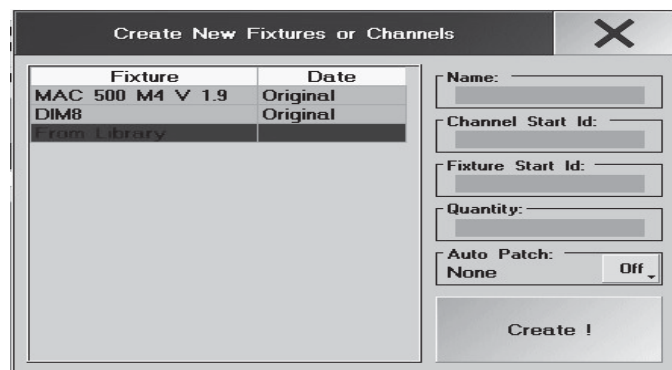 Create New Fixtures or Channels
Fixture Date
MAC 500 M4 V 1.9 Original
DIM8 Original
From Library
Name:
Channel Start Id:
Fixture Start Id:
Quantity:
Auto Patch:
None Off
Create !